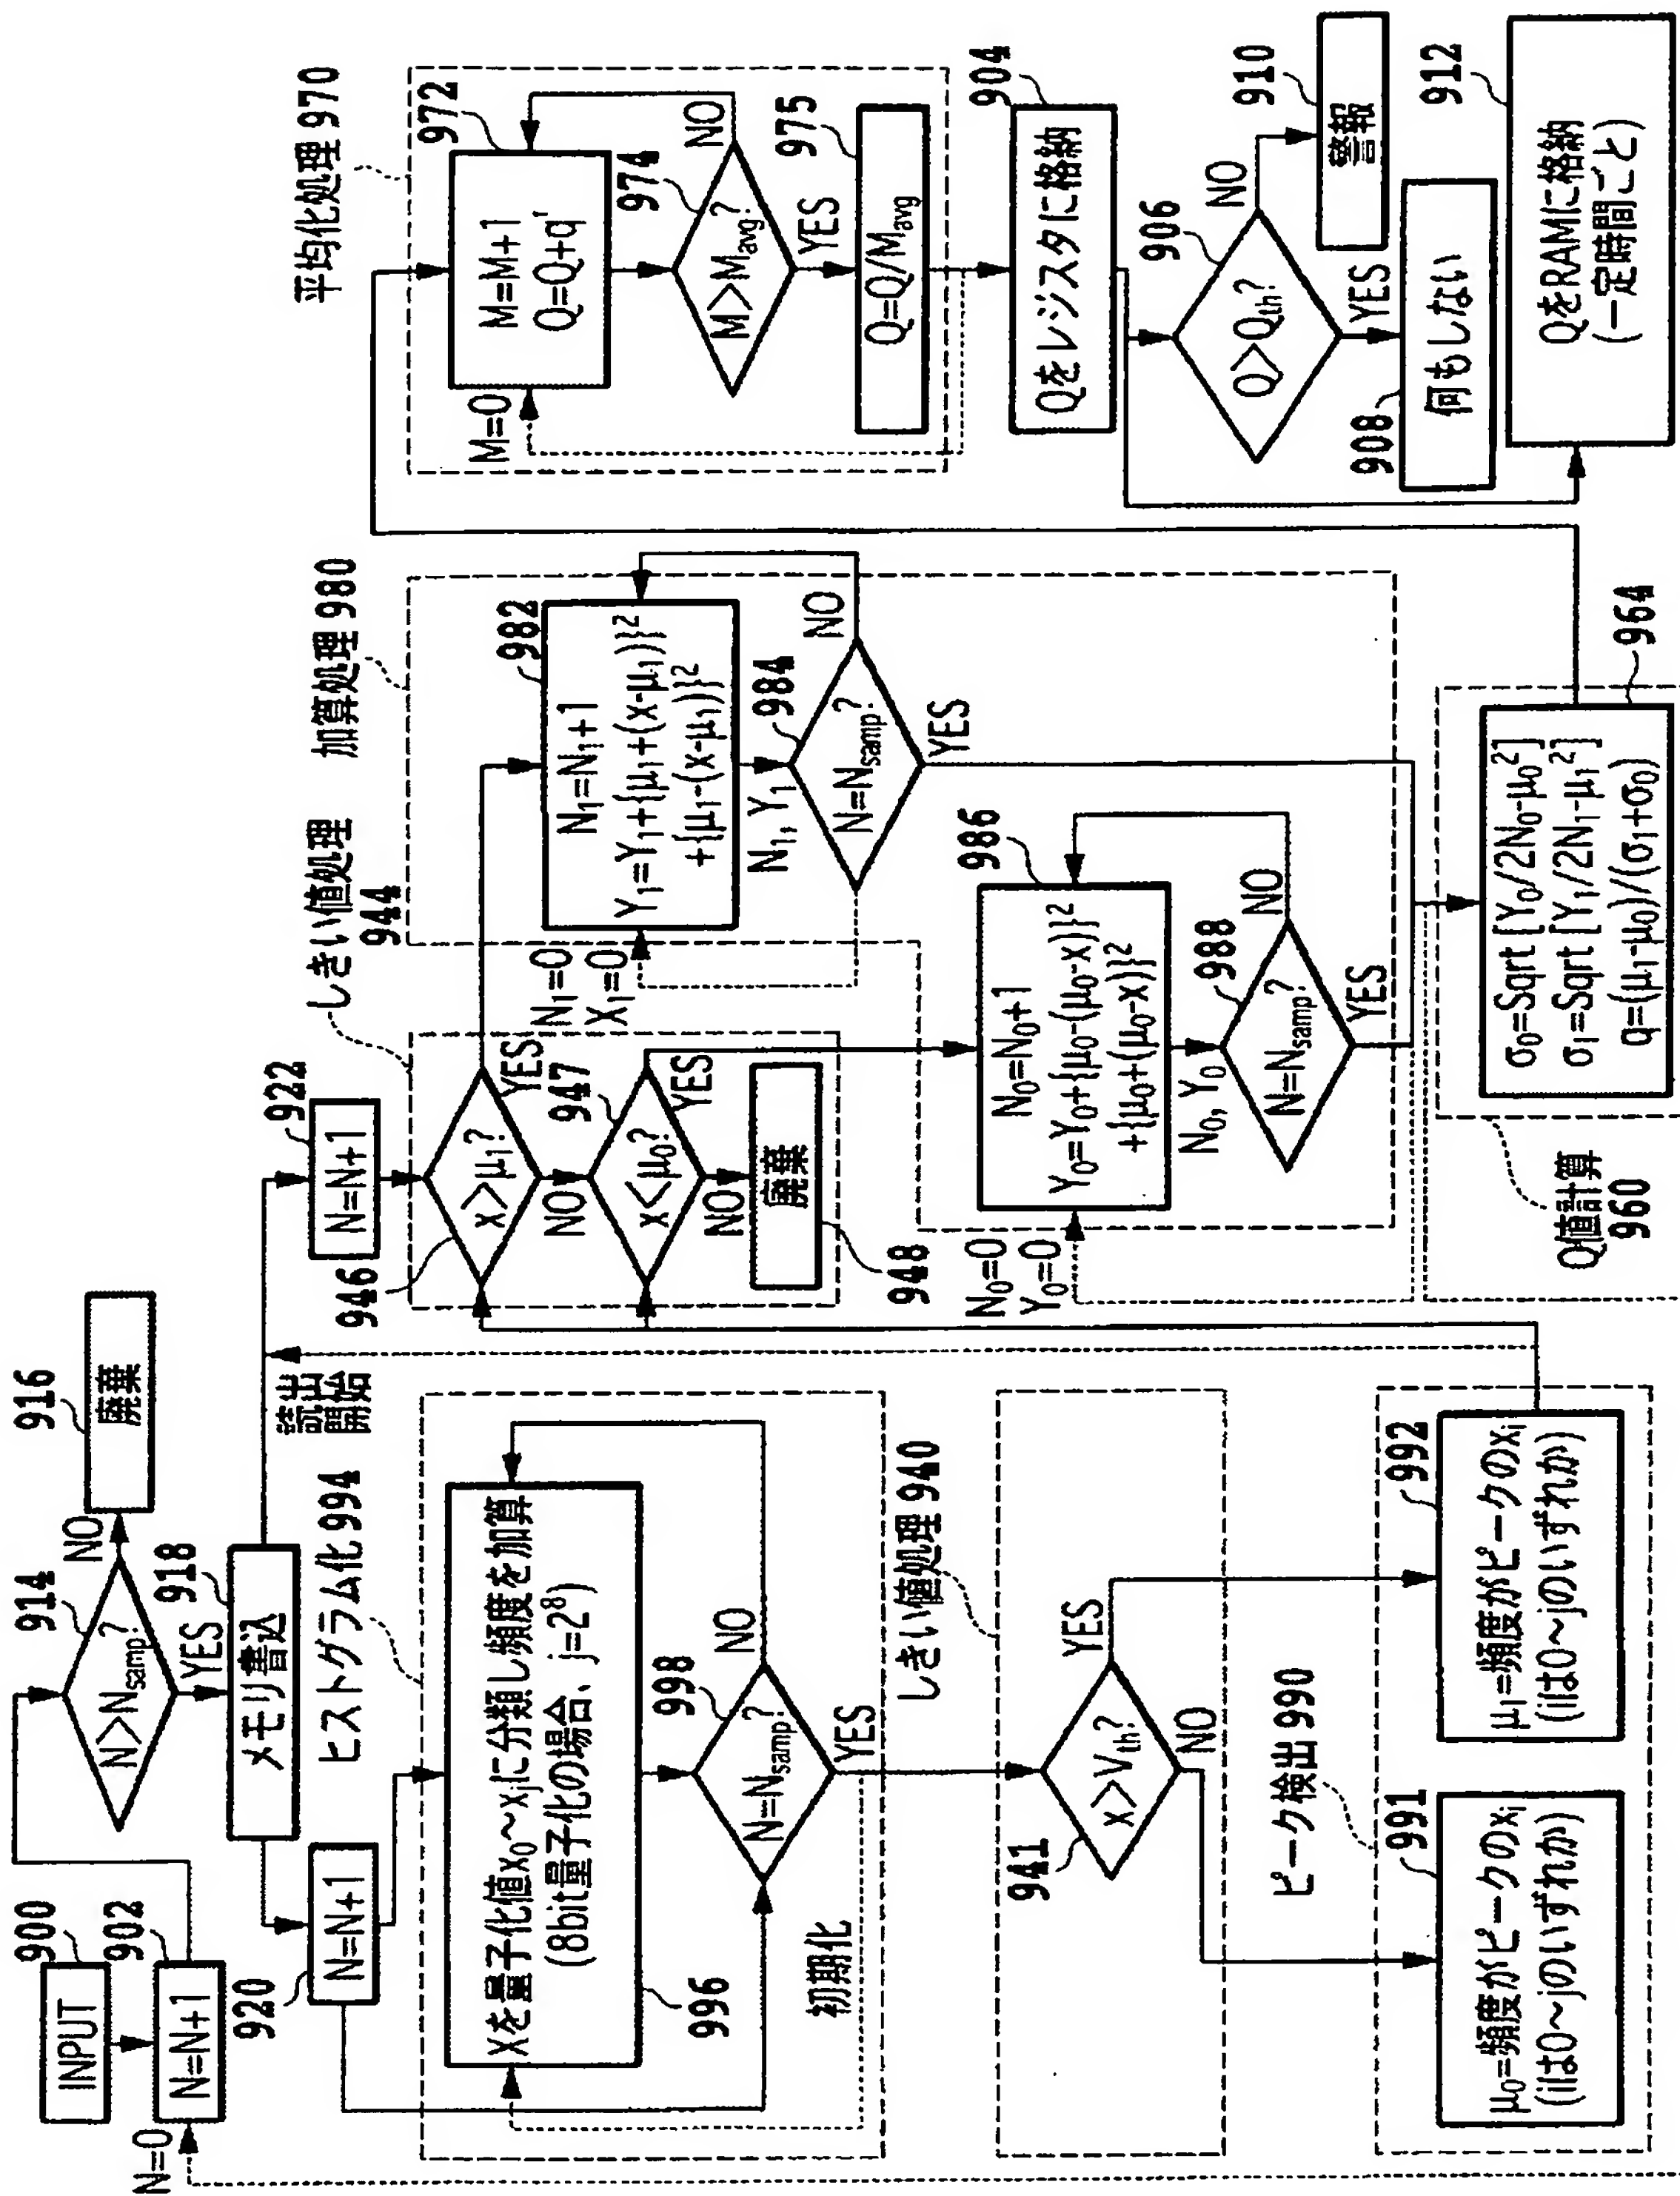 INPUT
900
N=0
N=N+1
902
N>Nsamp?
914
NO
廃棄
916
YES
メモリ書込
918
N=N+1
920
読出
開始
ヒストグラム化 994
Xを量子化値x₀~xⱼに分類し頻度を加算
(8bit量子化の場合、j=2⁸)
996
N=Nsamp?
998
NO
YES
初期化
しきい値処理 940
x>Vth?
941
YES
NO
ピーク検出 990
μ₀=頻度がピークのxᵢ
(iは0~jのいずれか)
991
μ₁=頻度がピークのxᵢ
(iは0~jのいずれか)
992
N=N+1
922
しきい値処理
944
x>μ₁?
946
YES
NO
x<μ₀?
947
YES
NO
廃棄
948
加算処理 980
N₁=0
X₁=0
N₁=N₁+1
Y₁=Y₁+{μ₁+(x-μ₁)}²
+{μ₁-(x-μ₁)}²
982
N₁, Y₁
N=Nsamp?
984
NO
YES
N₀=0
Y₀=0
N₀=N₀+1
Y₀=Y₀+{μ₀-(μ₀-x)}²
+{μ₀+(μ₀-x)}²
986
N₀, Y₀
N=Nsamp?
988
NO
YES
Q値計算
960
σ₀=Sqrt[Y₀/2N₀-μ₀²]
σ₁=Sqrt[Y₁/2N₁-μ₁²]
q=(μ₁-μ₀)/(σ₁+σ₀)
964
平均化処理 970
M=0
M=M+1
Q=Q+q'
972
M>Mavg?
974
NO
YES
Q=Q/Mavg
975
Qをレジスタに格納
904
Q>Qth?
906
NO
警報
910
YES
何もしない
908
QをRAMに格納
(一定時間ごと)
912